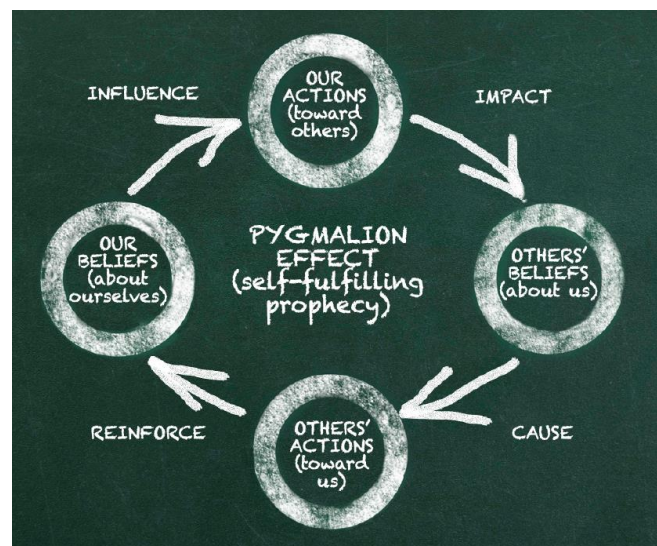 INFLUENCE
OUR
ACTIONS
(toward
others)
IMPACT
OUR
BELIEFS
(about
ourselves)
PYGMALION
EFFECT
(self-fulfilling
prophecy)
OTHERS'
BELIEFS
(about us)
REINFORCE
OTHERS'
ACTIONS
(toward
us)
CAUSE